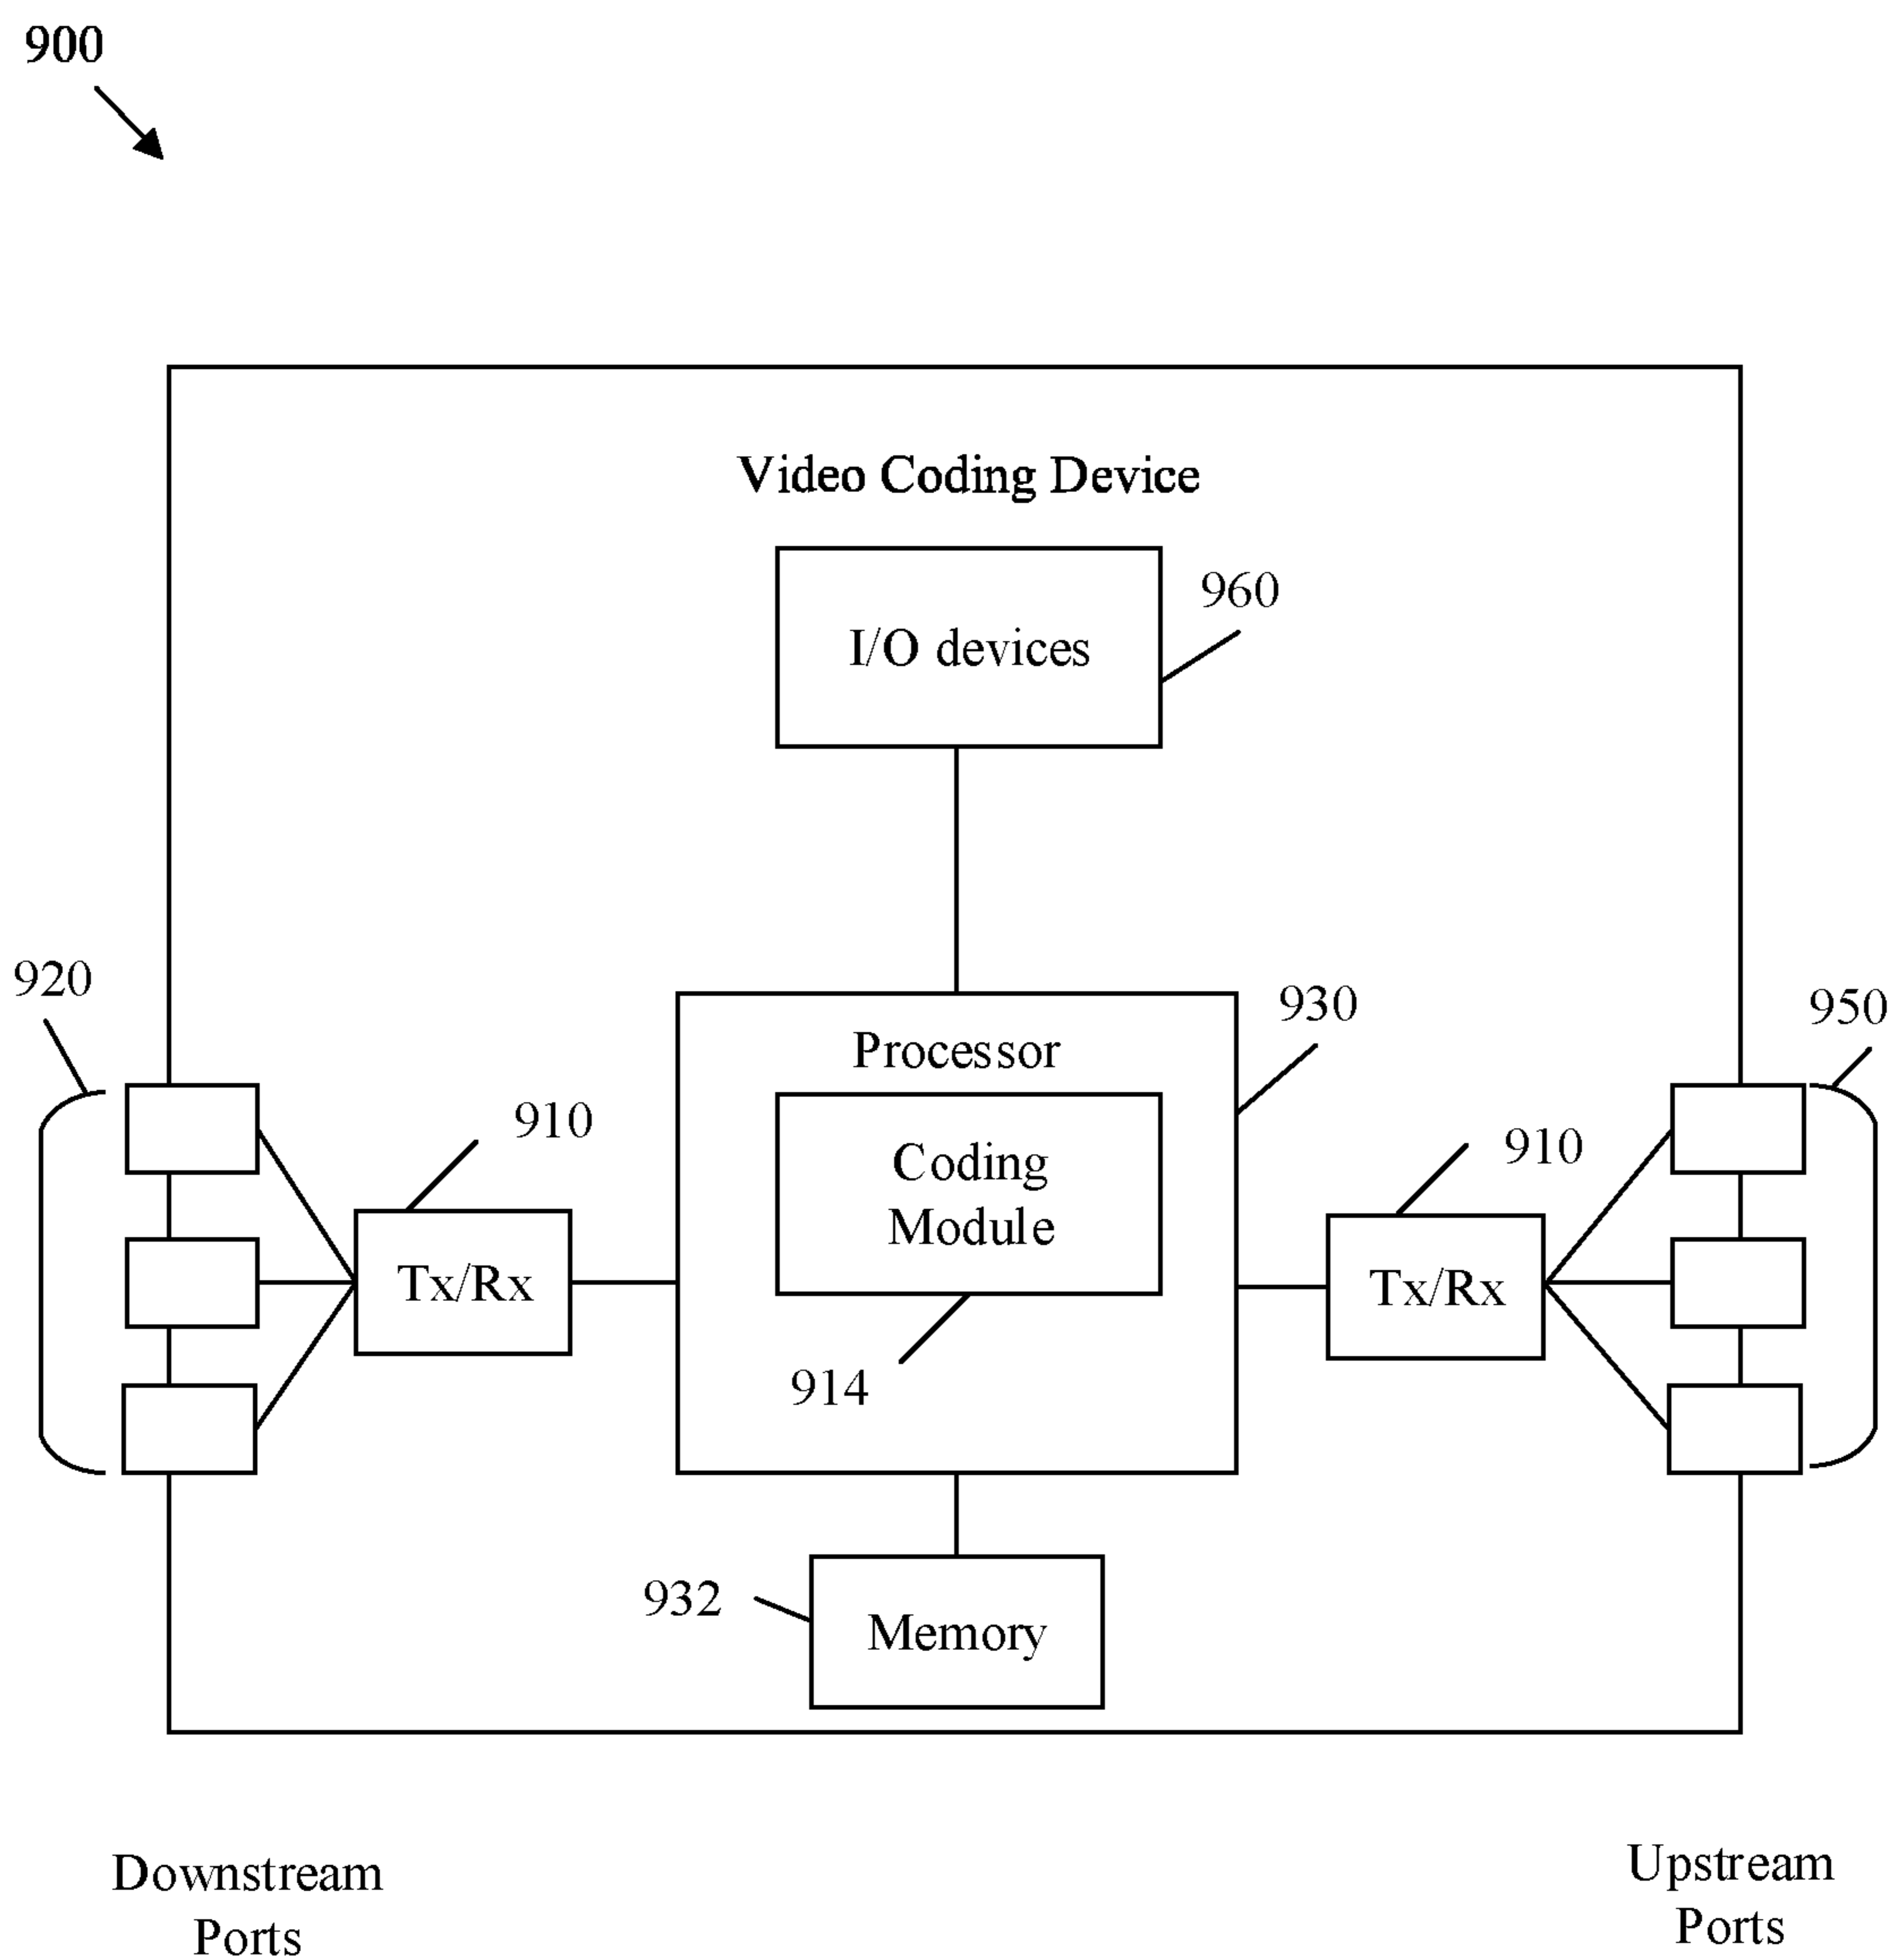 900
Video Coding Device
I/O devices
960
920
930
950
Processor
910
Coding
Module
910
Tx/Rx
Tx/Rx
914
932
Memory
Downstream
Ports
Upstream
Ports